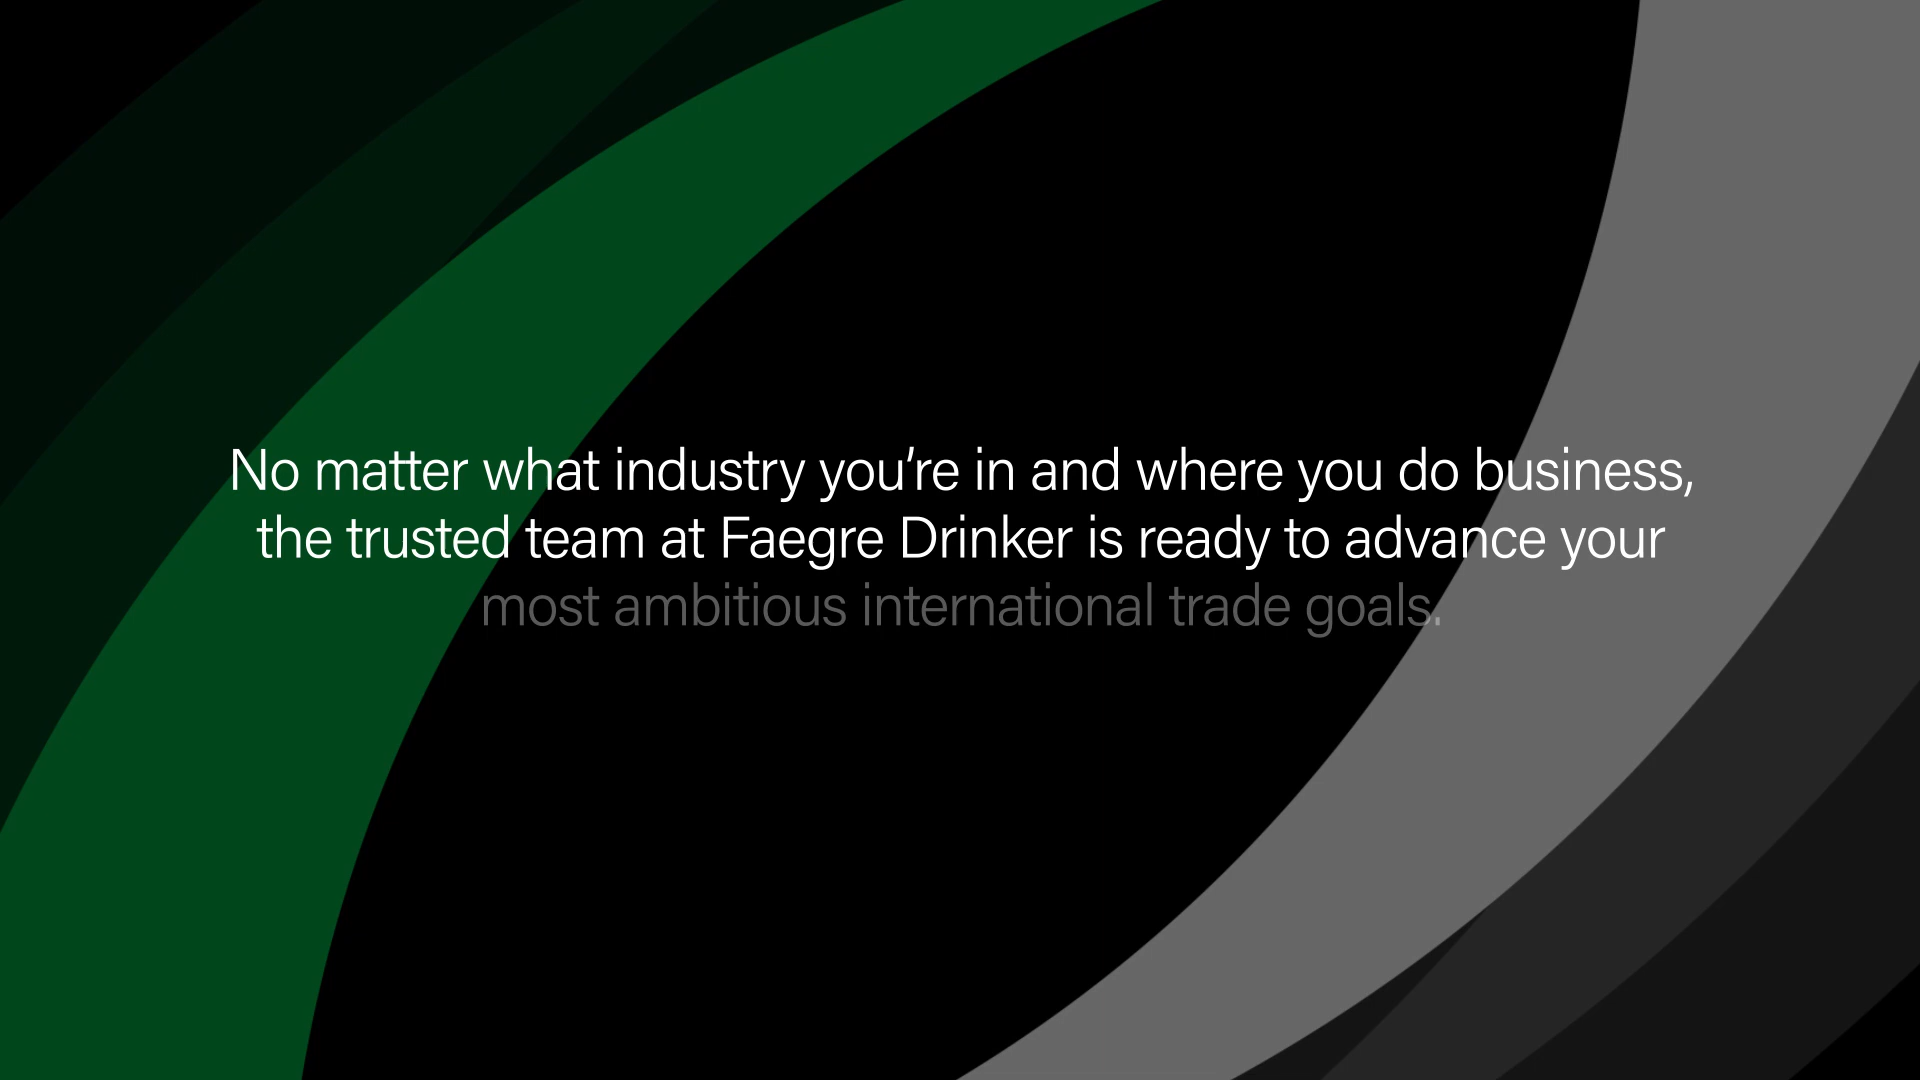 No matter what industry you’re in and where you do business,
the trusted team at Faegre Drinker is ready to advance your
most ambitious international trade goals.